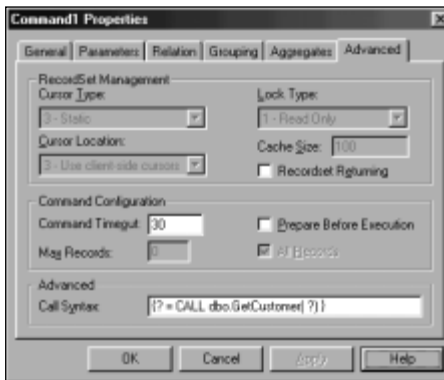 Command1 Properties
General Parameters Relation Grouping Aggregates Advanced
RecordSet Management
Cursor Type: Lock Type:
3 - Static 1 - Read Only
Cursor Location: Cache Size: 100
3 - Use client-side cursors Recordset Returning
Command Configuration
Command Timeout: 30 Prepare Before Execution
Max Records: 0 All Records
Advanced
Call Syntax: {? = CALL dbo.GetCustomer( ?) }
OK Cancel Apply Help